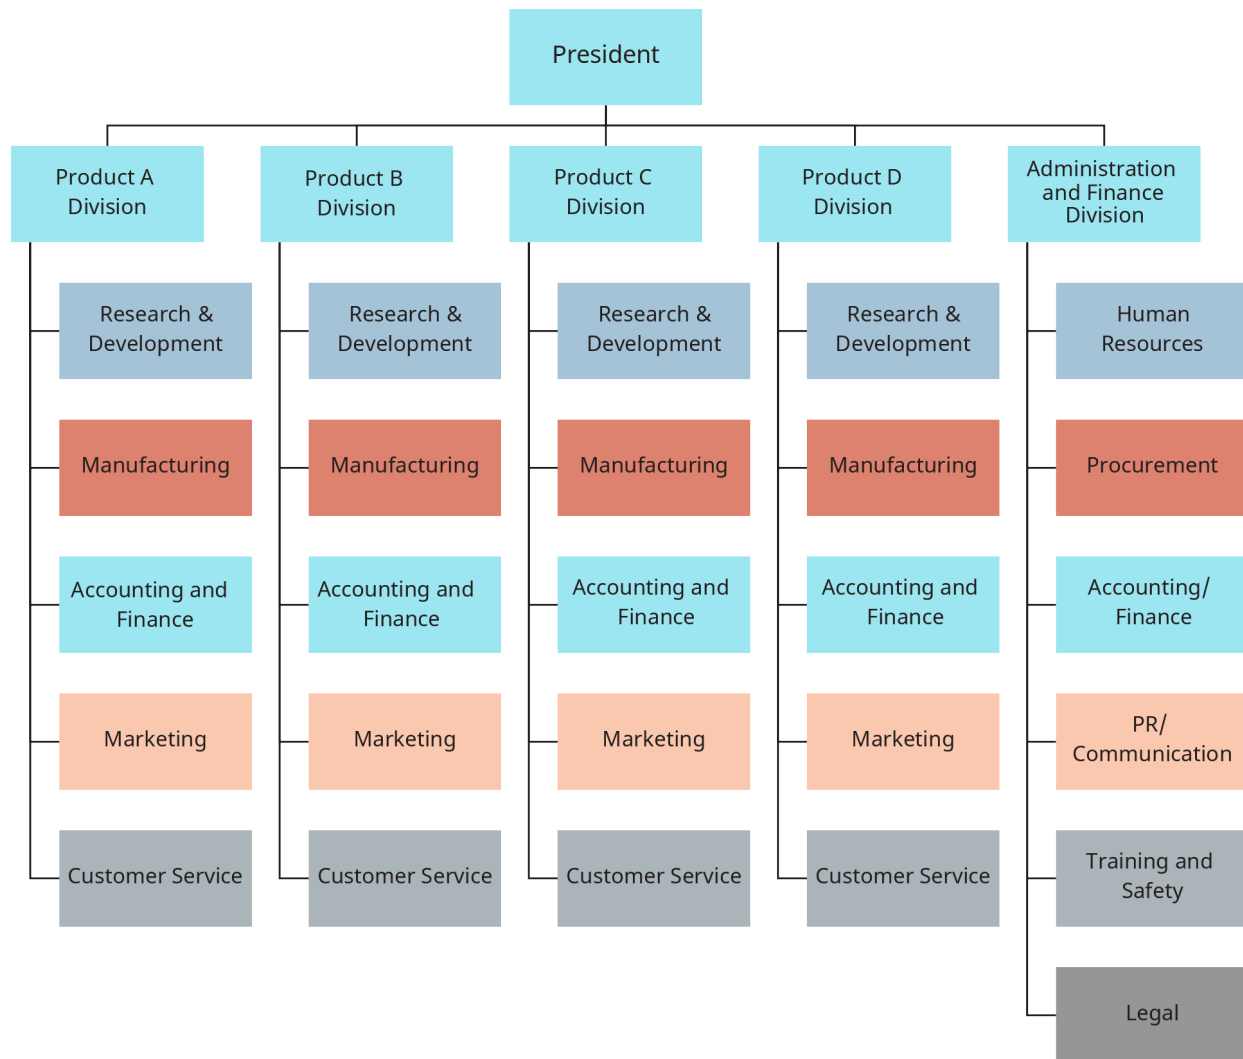 President
Product A
Division
Product B
Division
Product C
Division
Product D
Division
Administration
and Finance
Division
Research &
Development
Research &
Development
Research &
Development
Research &
Development
Human
Resources
Manufacturing
Manufacturing
Manufacturing
Manufacturing
Procurement
Accounting and
Finance
Accounting and
Finance
Accounting and
Finance
Accounting and
Finance
Accounting/
Finance
Marketing
Marketing
Marketing
Marketing
PR/
Communication
Customer Service
Customer Service
Customer Service
Customer Service
Training and
Safety
Legal